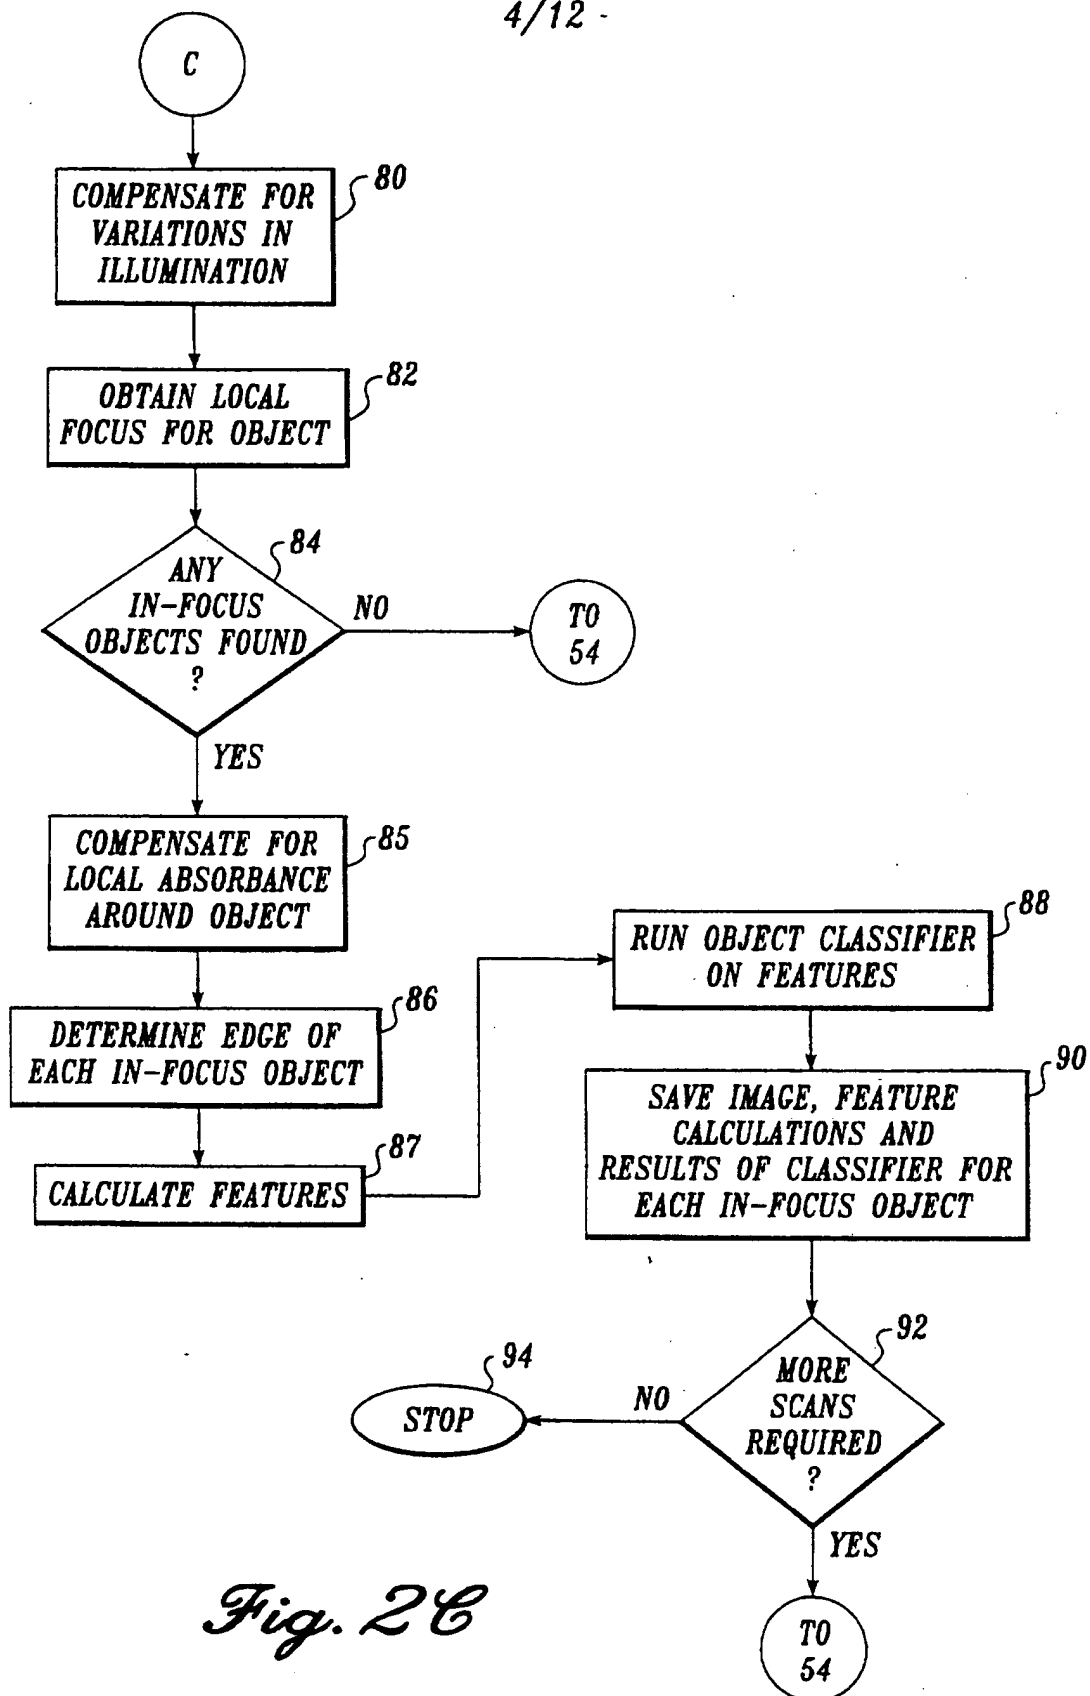 4/12
C
80
COMPENSATE FOR
VARIATIONS IN
ILLUMINATION
82
OBTAIN LOCAL
FOCUS FOR OBJECT
84
ANY
IN-FOCUS
OBJECTS FOUND
?
NO
TO
54
YES
85
COMPENSATE FOR
LOCAL ABSORBANCE
AROUND OBJECT
86
DETERMINE EDGE OF
EACH IN-FOCUS OBJECT
87
CALCULATE FEATURES
88
RUN OBJECT CLASSIFIER
ON FEATURES
90
SAVE IMAGE, FEATURE
CALCULATIONS AND
RESULTS OF CLASSIFIER FOR
EACH IN-FOCUS OBJECT
92
MORE
SCANS
REQUIRED
?
NO
94
STOP
YES
TO
54
Fig. 2C